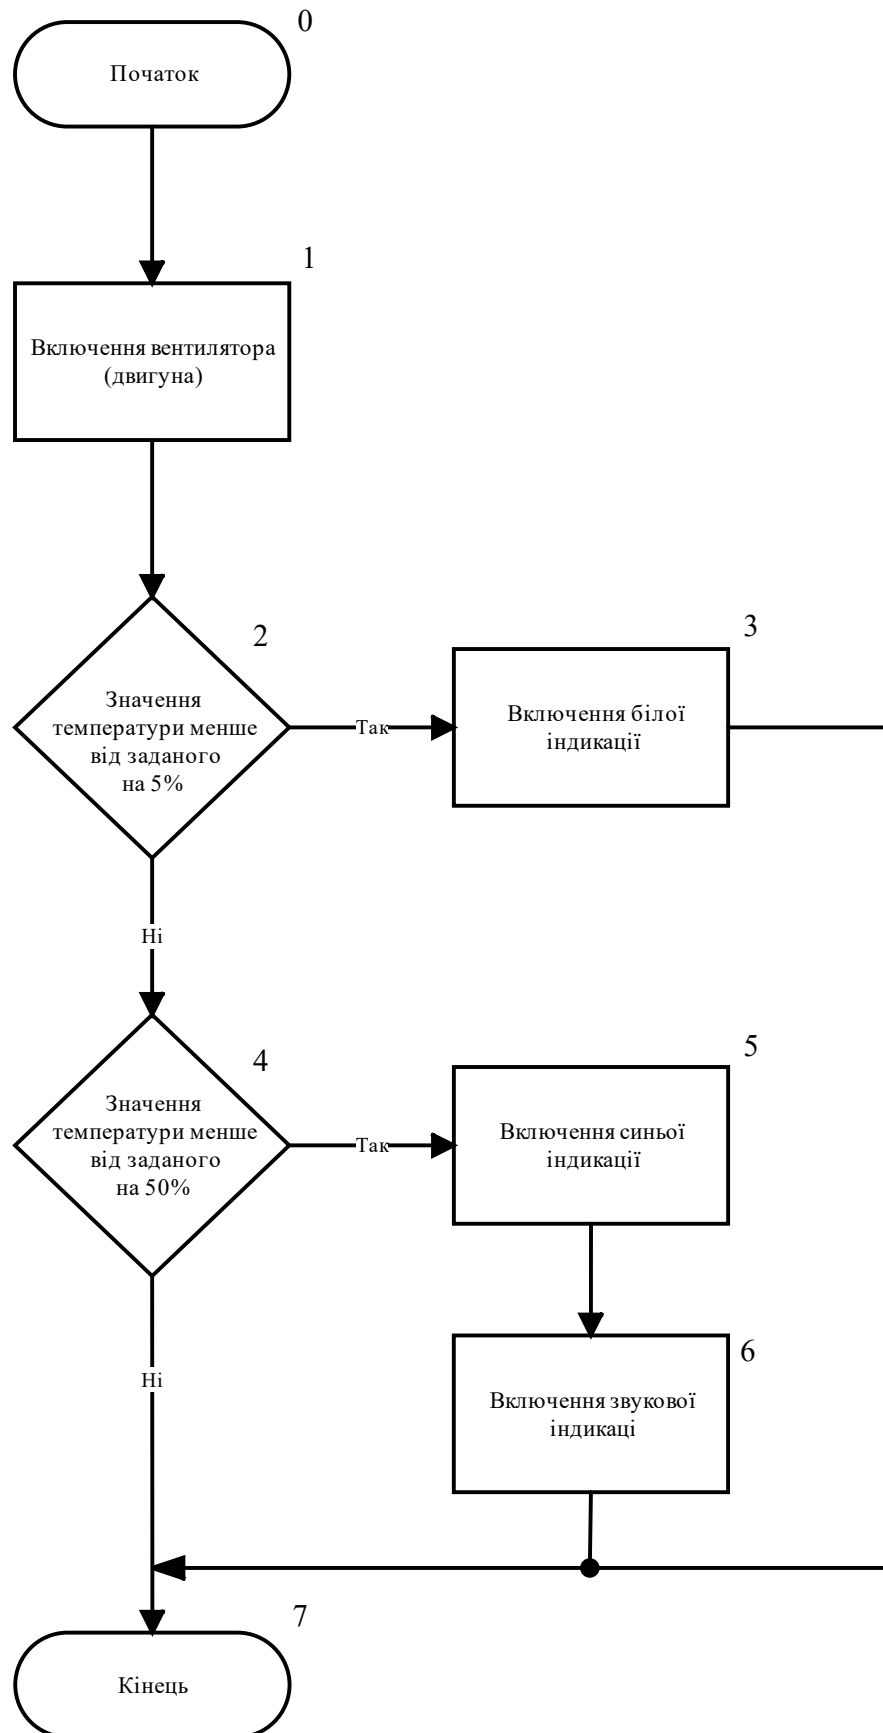 0
Початок
1
Включення вентилятора
(двигуна)
2
Значення
температури менше
від заданого
на 5%
Так
3
Включення білої
індикації
Ні
4
Значення
температури менше
від заданого
на 50%
Так
5
Включення синьої
індикації
6
Включення звукової
індикаці
Ні
7
Кінець